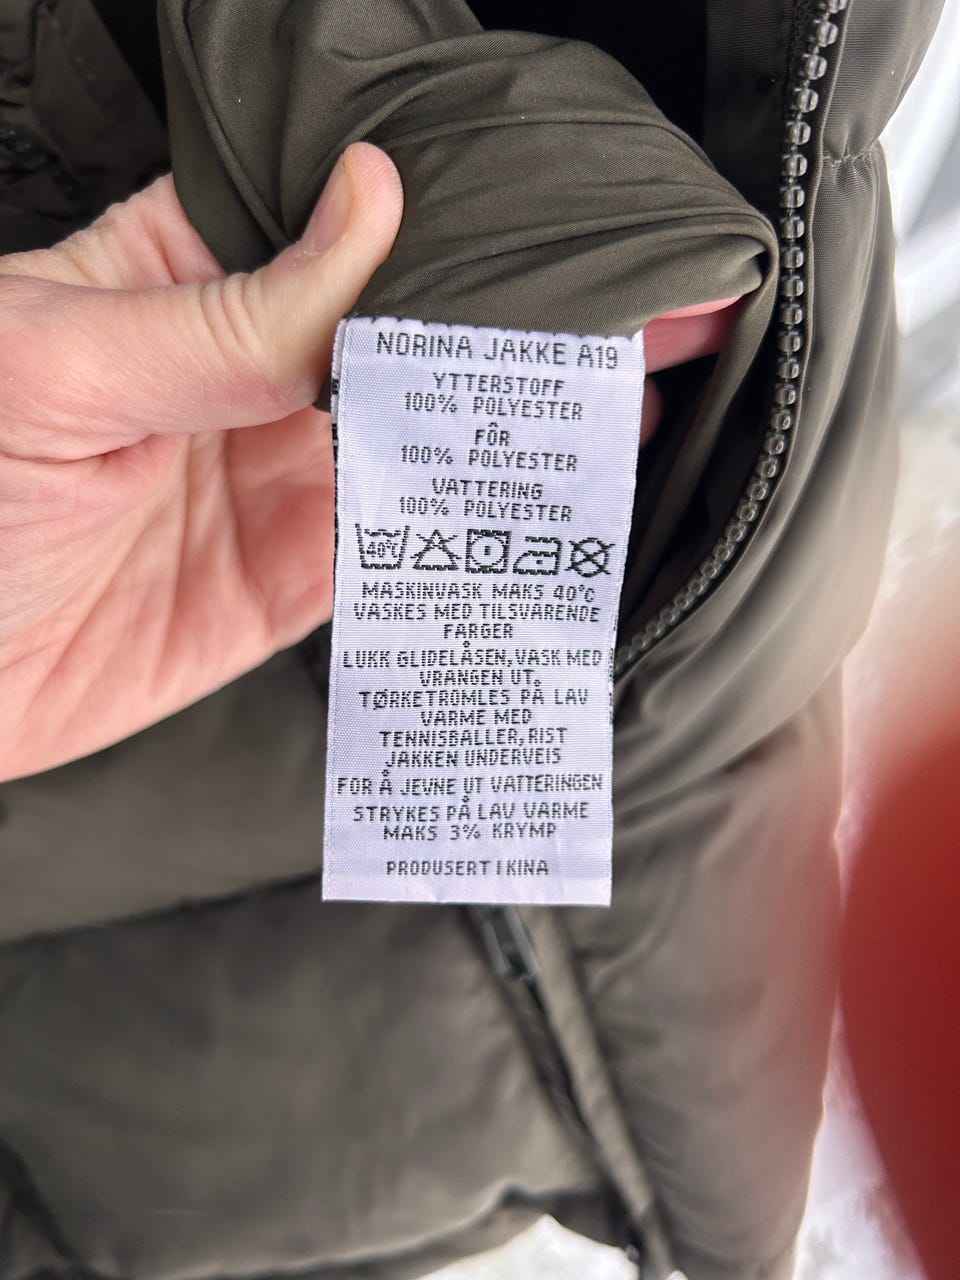 NORINA JAKKE A19
YTTERSTOFF
100% POLYESTER
FÔR
100% POLYESTER
VATTERING
100% POLYESTER
40°C
MASKINVASK MAKS 40°C
VASKES MED TILSVARENDE
FARGER
LUKK GLIDELÅSEN, VASK MED
VRANGEN UT.
TØRKETROMLES PÅ LAV
VARME MED
TENNISBALLER, RIST
JAKKEN UNDERVEIS
FOR Å JEVNE UT VATTERINGEN
STRYKES PÅ LAV VARME
MAKS 3% KRYMP
PRODUSERT I KINA